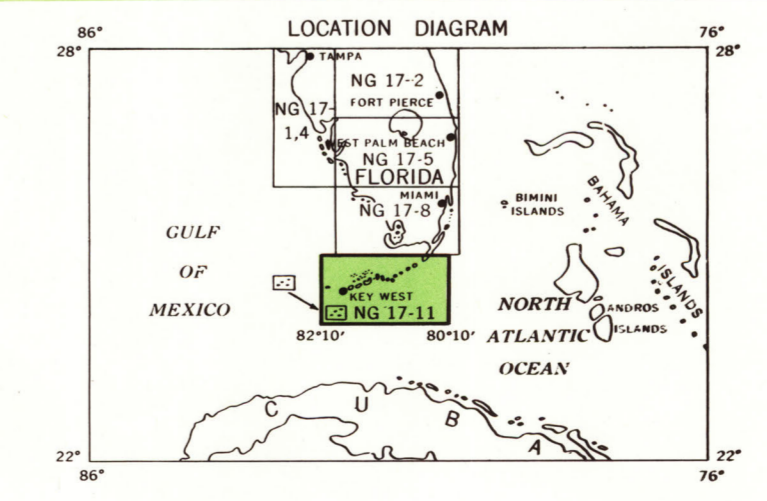 LOCATION DIAGRAM
86° 76°
28° 28°
TAMPA
NG 17-2
FORT PIERCE
NG 17-
1,4
EST PALM BEACH
NG 17-5
FLORIDA
MIAMI
NG 17-8
BIMINI
ISLANDS
BAHAMA
ISLANDS
GULF
OF
MEXICO
KEY WEST
NG 17-11
82°10' 80°10'
NORTH
ATLANTIC
OCEAN
ANDROS
ISLANDS
C U B A
22° 22°
86° 76°